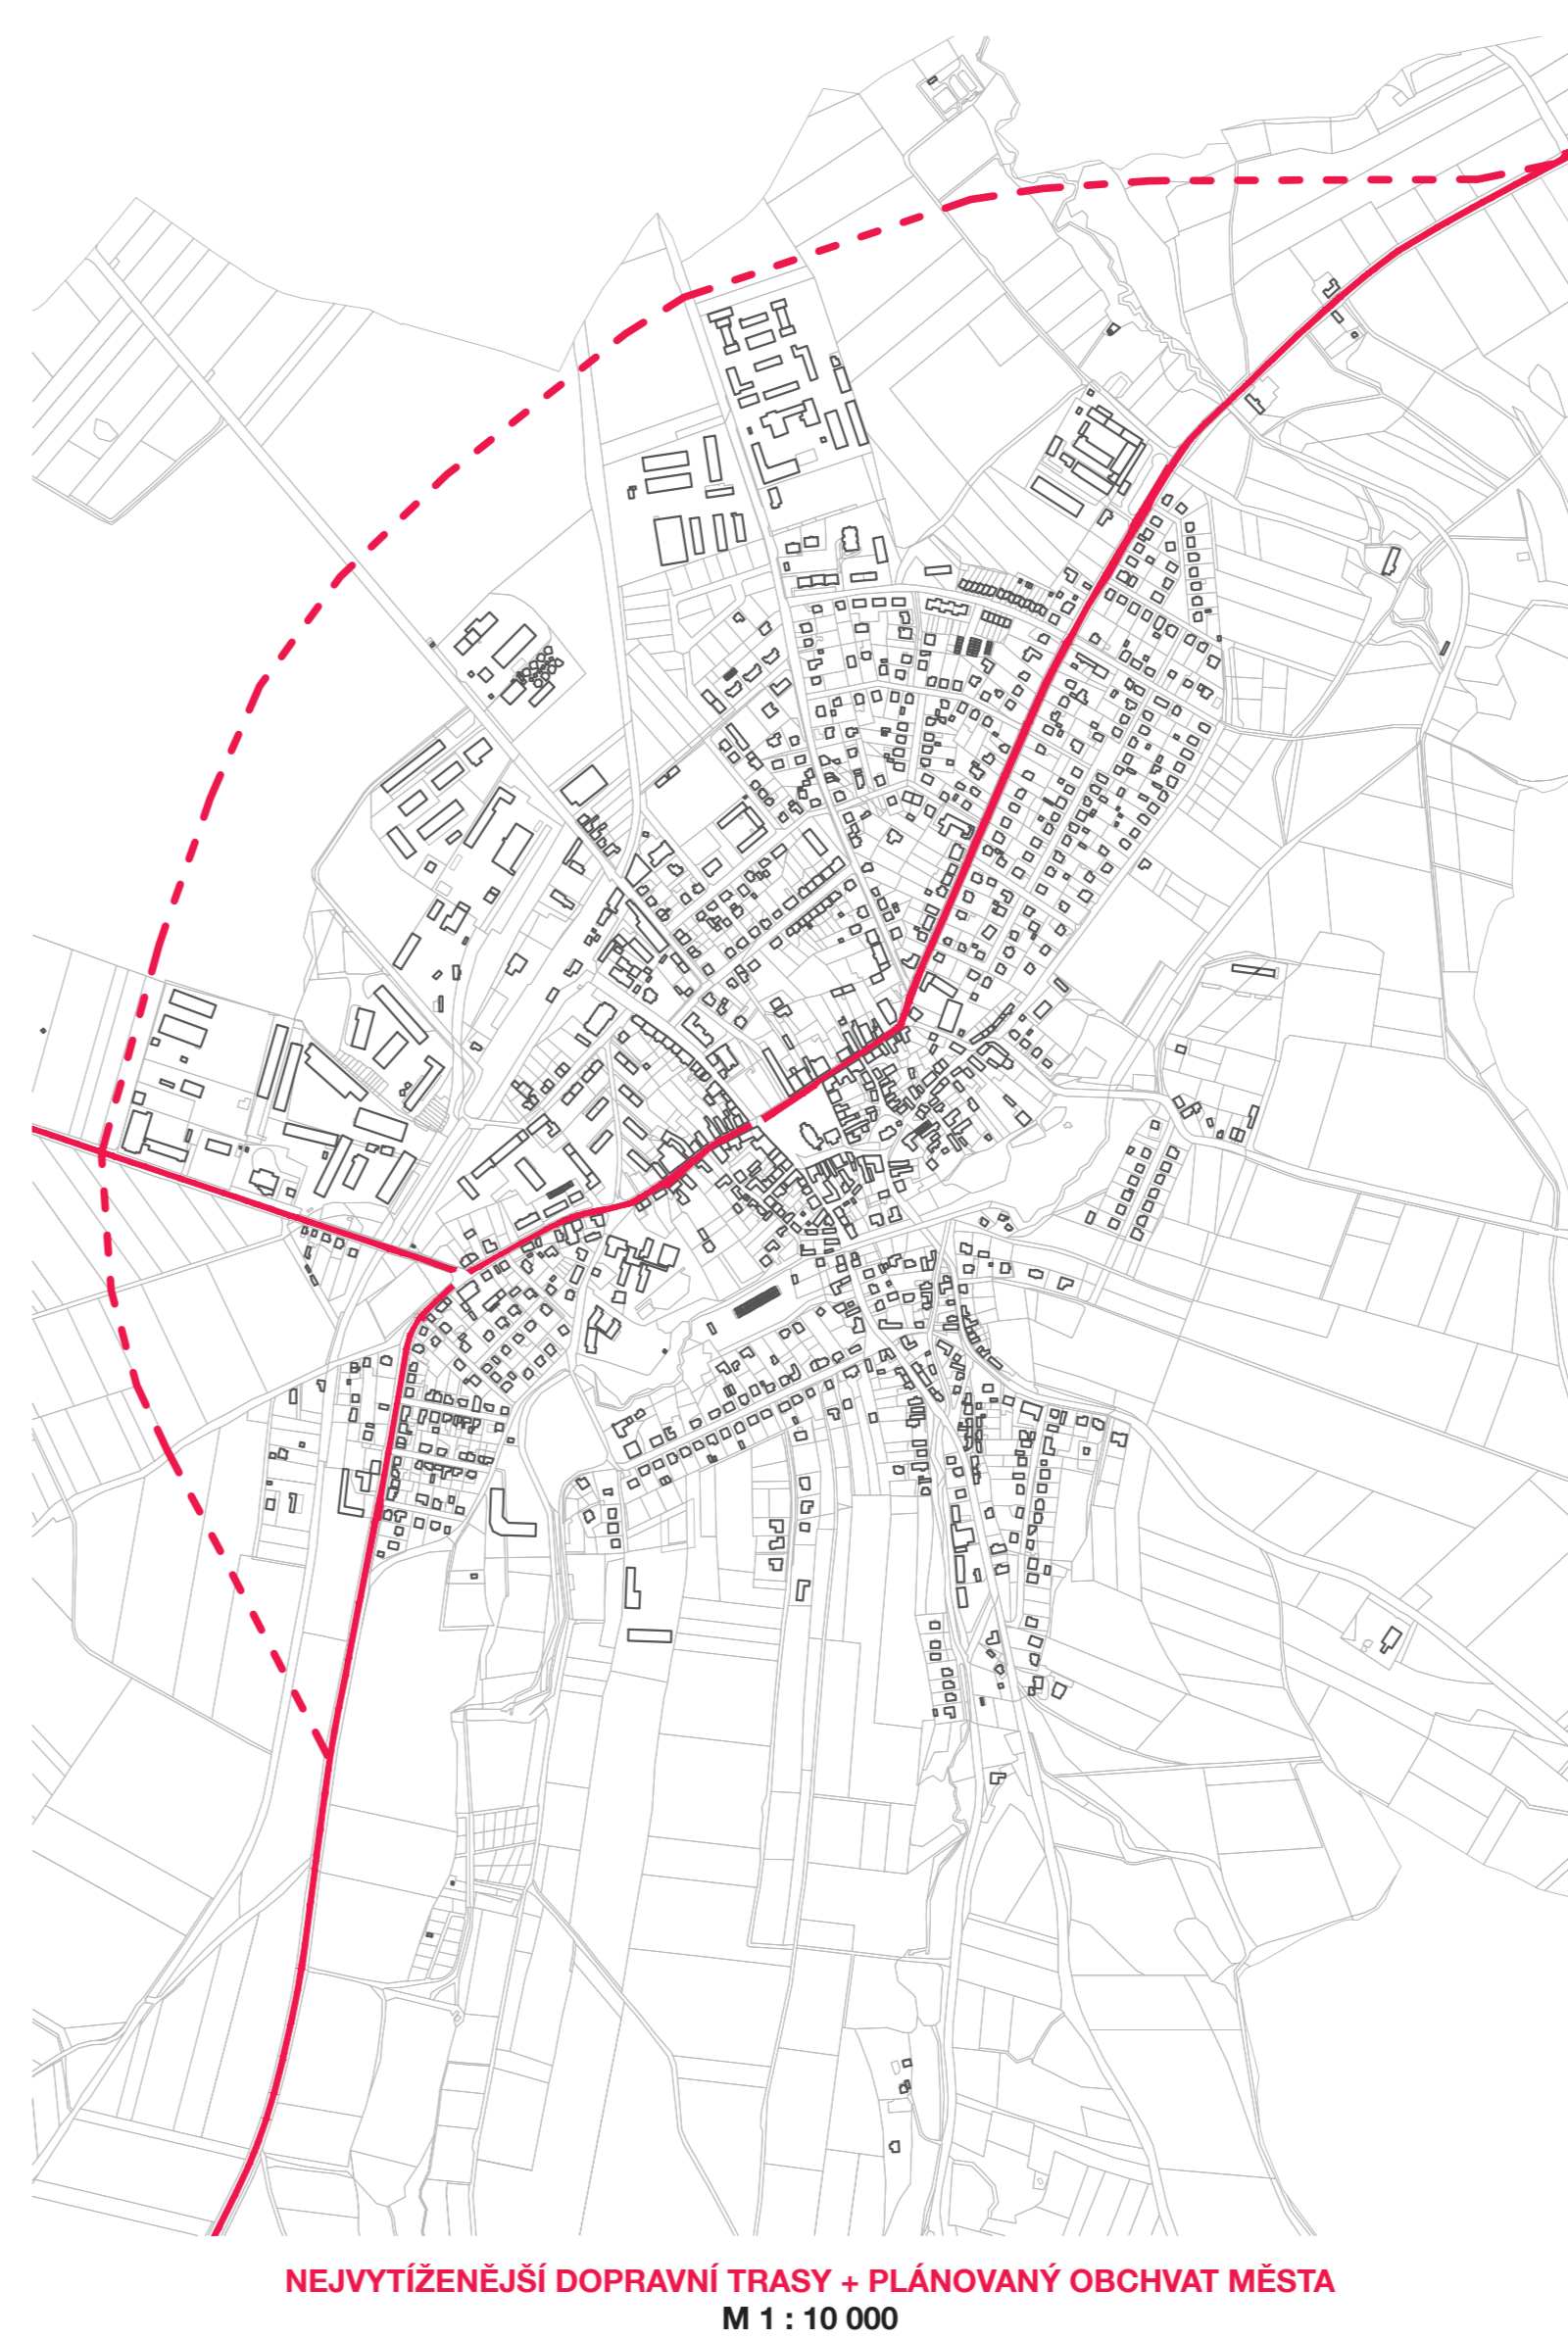 NEJVYTÍŽENĚJŠÍ DOPRAVNÍ TRASY + PLÁNOVANÝ OBCHVAT MĚSTA
M 1 : 10 000